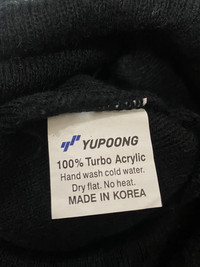 YUPOONG
100% Turbo Acrylic
Hand wash cold water.
Dry flat. No heat.
MADE IN KOREA